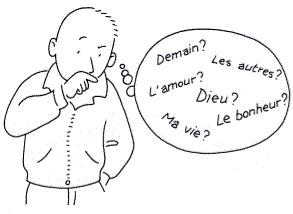 Demain?
Les autres?
L'amour?
Dieu?
Le bonheur?
Ma vie?